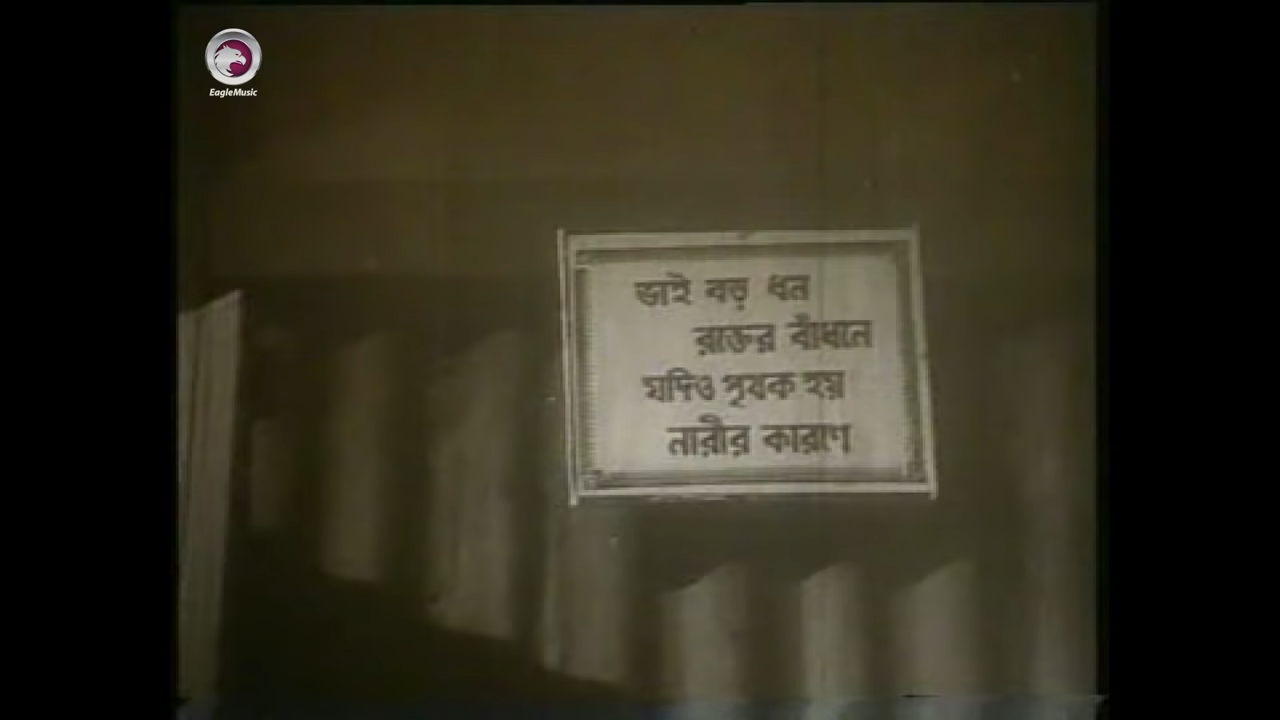 EagleMusic
ভাই বড় ধন
রক্তের বাঁধনে
যদিও পৃথক হয়
নারীর কারণে